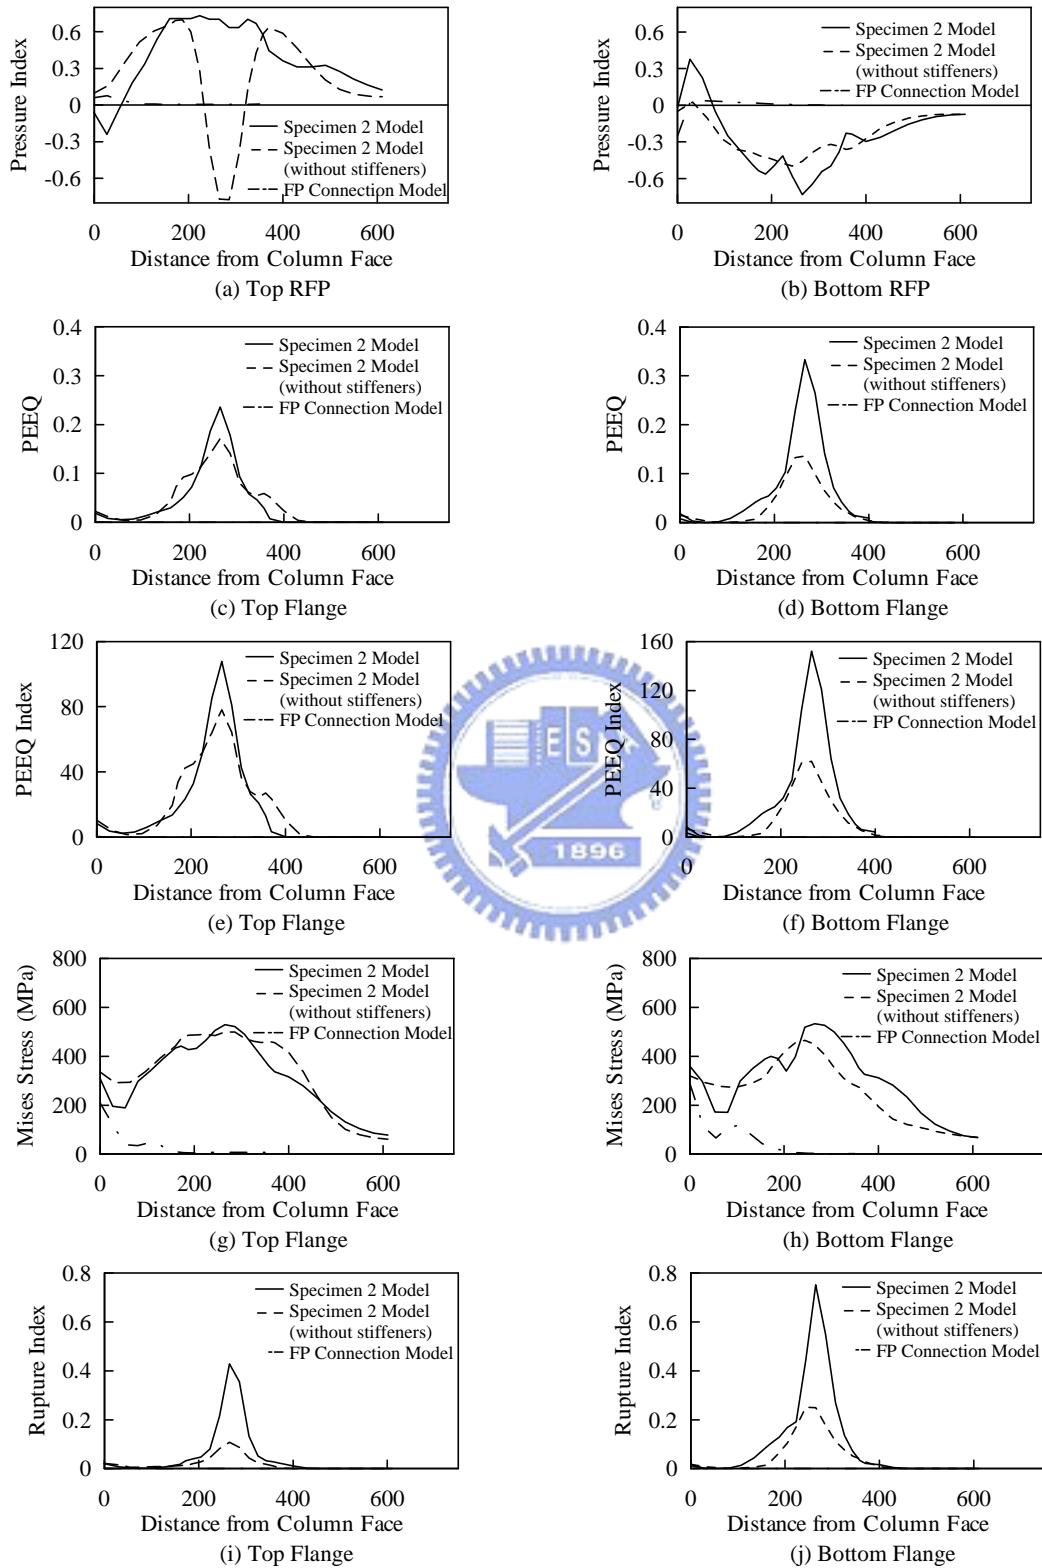 0.6
0.3
0
-0.3
-0.6
Pressure Index
Specimen 2 Model
Specimen 2 Model
(without stiffeners)
FP Connection Model
0 200 400 600
Distance from Column Face
(a) Top RFP
0.6
0.3
0
-0.3
-0.6
Pressure Index
Specimen 2 Model
Specimen 2 Model
(without stiffeners)
FP Connection Model
0 200 400 600
Distance from Column Face
(b) Bottom RFP
0.4
0.3
0.2
0.1
0
PEEQ
Specimen 2 Model
Specimen 2 Model
(without stiffeners)
FP Connection Model
0 200 400 600
Distance from Column Face
(c) Top Flange
0.4
0.3
0.2
0.1
0
PEEQ
Specimen 2 Model
Specimen 2 Model
(without stiffeners)
FP Connection Model
0 200 400 600
Distance from Column Face
(d) Bottom Flange
120
80
40
0
PEEQ Index
Specimen 2 Model
Specimen 2 Model
(without stiffeners)
FP Connection Model
0 200 400 600
Distance from Column Face
(e) Top Flange
E S
1896
160
120
80
40
0
PEEQ Index
Specimen 2 Model
Specimen 2 Model
(without stiffeners)
FP Connection Model
0 200 400 600
Distance from Column Face
(f) Bottom Flange
800
600
400
200
0
Mises Stress (MPa)
Specimen 2 Model
Specimen 2 Model
(without stiffeners)
FP Connection Model
0 200 400 600
Distance from Column Face
(g) Top Flange
800
600
400
200
0
Mises Stress (MPa)
Specimen 2 Model
Specimen 2 Model
(without stiffeners)
FP Connection Model
0 200 400 600
Distance from Column Face
(h) Bottom Flange
0.8
0.6
0.4
0.2
0
Rupture Index
Specimen 2 Model
Specimen 2 Model
(without stiffeners)
FP Connection Model
0 200 400 600
Distance from Column Face
(i) Top Flange
0.8
0.6
0.4
0.2
0
Rupture Index
Specimen 2 Model
Specimen 2 Model
(without stiffeners)
FP Connection Model
0 200 400 600
Distance from Column Face
(j) Bottom Flange